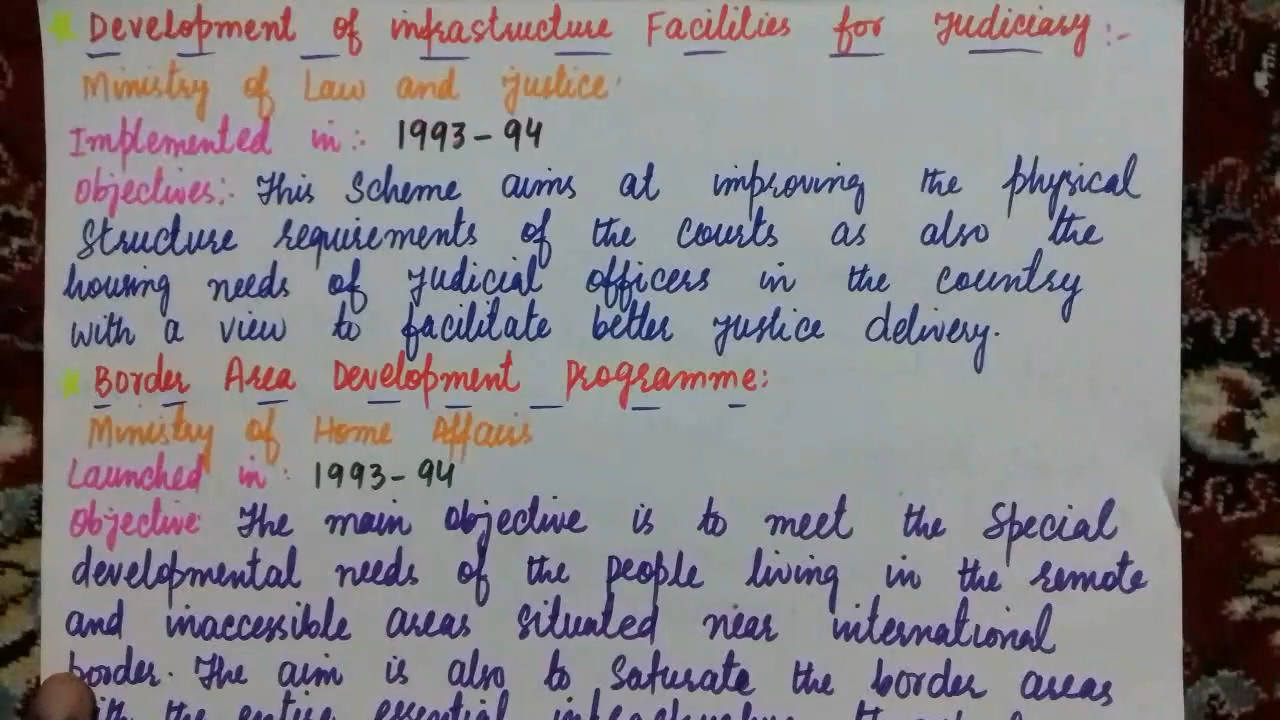 Development of infrastructure Facilities for Judiciary:-
Ministry of Law and Justice
Implemented in:- 1993-94
Objectives:- This Scheme aims at improving the physical
structure requirements of the courts as also the
housing needs of Judicial officers in the country
with a view to facilitate better justice delivery.
Border Area Development Programme:
Ministry of Home Affairs
Launched in: 1993-94
Objective: The main objective is to meet the special
developmental needs of the people living in the remote
and inaccessible areas situated near international
border. The aim is also to saturate the border areas
with the entire essential